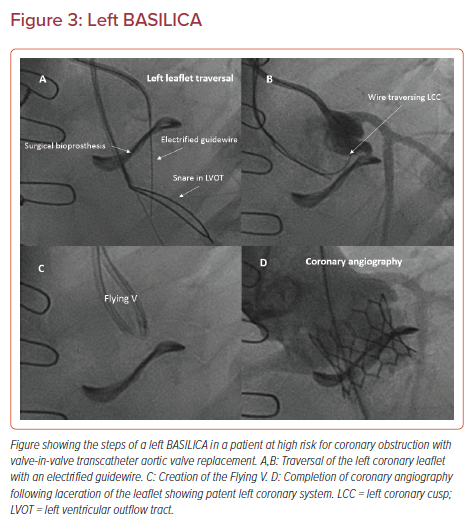 Figure 3: Left BASILICA
A
Left leaflet traversal
Surgical bioprosthesis
Electrified guidewire
Snare in LVOT
B
Wire traversing LCC
C
Flying V
D
Coronary angiography
Figure showing the steps of a left BASILICA in a patient at high risk for coronary obstruction with
valve-in-valve transcatheter aortic valve replacement. A,B: Traversal of the left coronary leaflet
with an electrified guidewire. C: Creation of the Flying V. D: Completion of coronary angiography
following laceration of the leaflet showing patent left coronary system. LCC = left coronary cusp;
LVOT = left ventricular outflow tract.